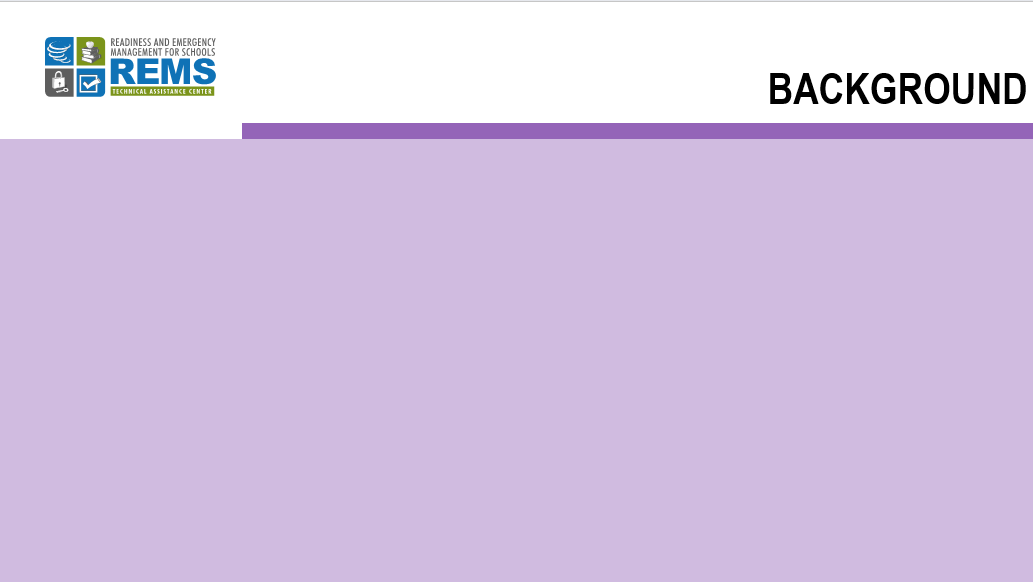 READINESS AND EMERGENCY
MANAGEMENT FOR SCHOOLS
REMS
TECHNICAL ASSISTANCE CENTER
BACKGROUND